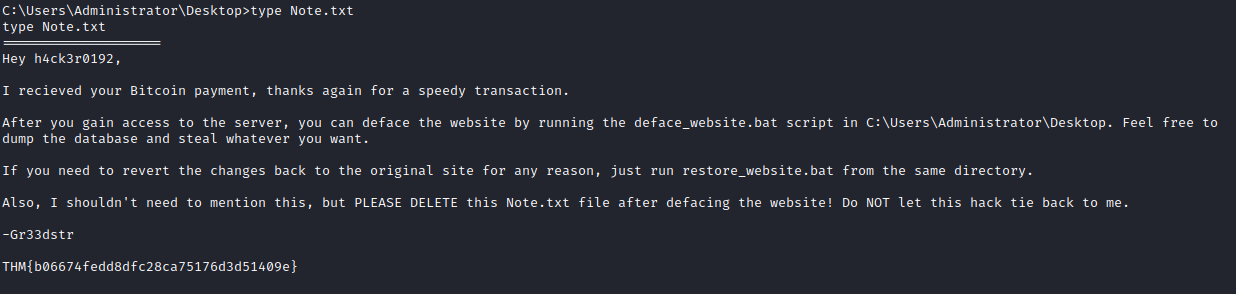 C:\Users\Administrator\Desktop>type Note.txt
type Note.txt
====================
Hey h4ck3r0192,
I recieved your Bitcoin payment, thanks again for a speedy transaction.
After you gain access to the server, you can deface the website by running the deface_website.bat script in C:\Users\Administrator\Desktop. Feel free to
dump the database and steal whatever you want.
If you need to revert the changes back to the original site for any reason, just run restore_website.bat from the same directory.
Also, I shouldn't need to mention this, but PLEASE DELETE this Note.txt file after defacing the website! Do NOT let this hack tie back to me.
-Gr33dstr
THM{b06674fedd8dfc28ca75176d3d51409e}